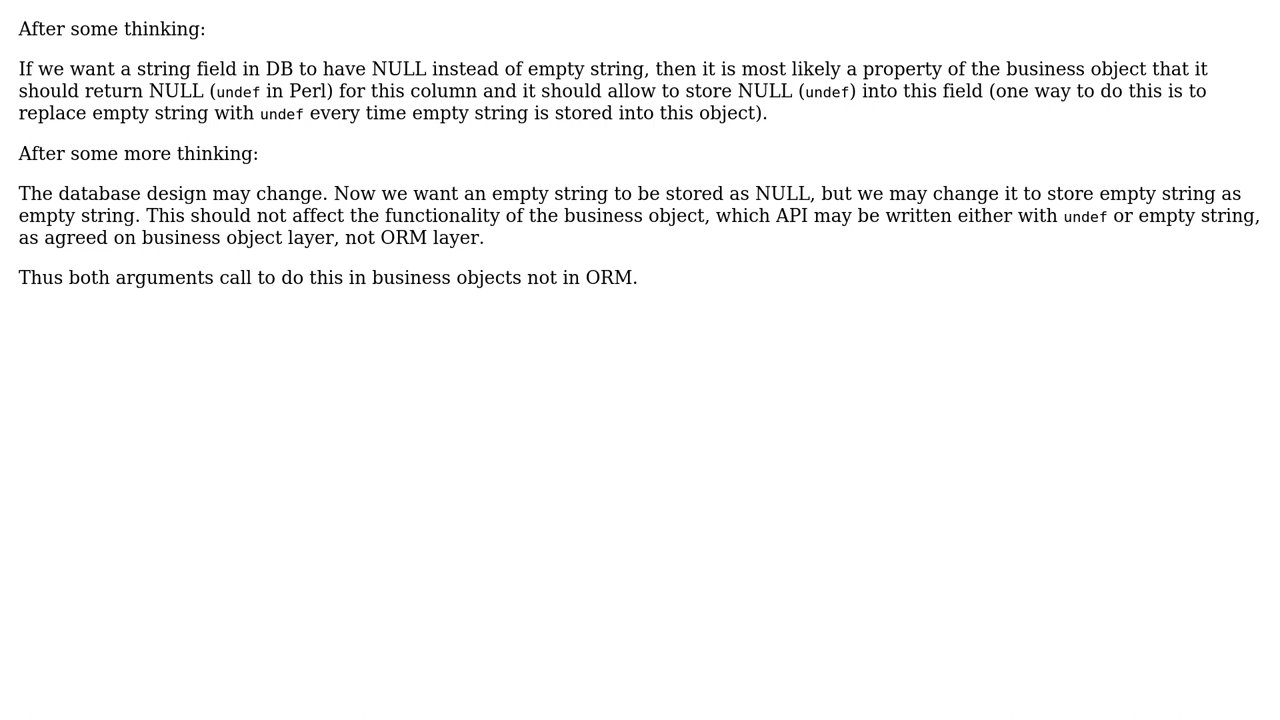 After some thinking:
If we want a string field in DB to have NULL instead of empty string, then it is most likely a property of the business object that it
should return NULL (undef in Perl) for this column and it should allow to store NULL (undef) into this field (one way to do this is to
replace empty string with undef every time empty string is stored into this object).
After some more thinking:
The database design may change. Now we want an empty string to be stored as NULL, but we may change it to store empty string as
empty string. This should not affect the functionality of the business object, which API may be written either with undef or empty string,
as agreed on business object layer, not ORM layer.
Thus both arguments call to do this in business objects not in ORM.